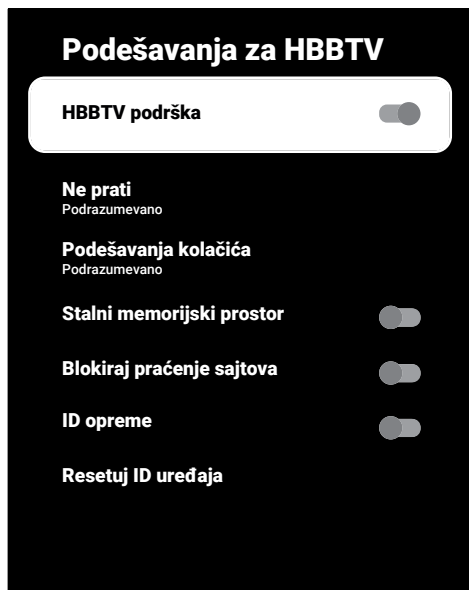 Podešavanja za HBBTV
HBBTV podrška
Ne prati
Podrazumevano
Podešavanja kolačića
Podrazumevano
Stalni memorijski prostor
Blokiraj praćenje sajtova
ID opreme
Resetuj ID uređaja